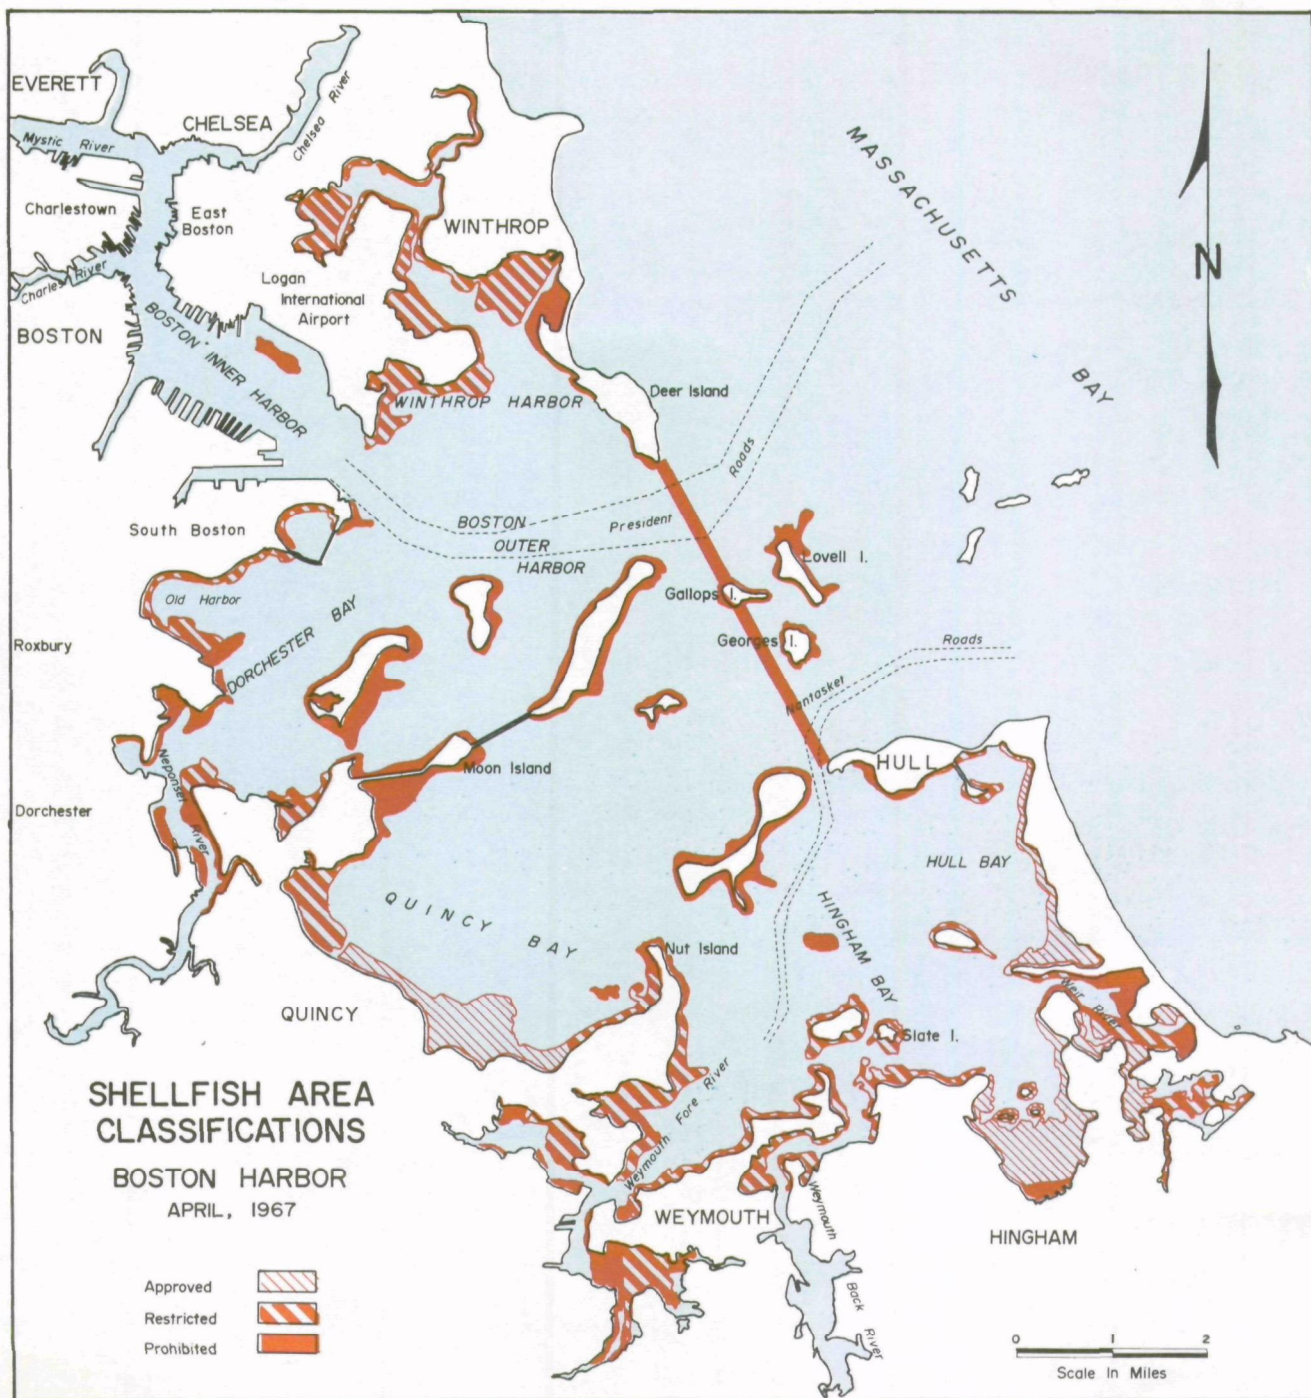 EVERETT
CHELSEA
Mystic River
Chelsea River
Charlestown
East
Boston
WINTHROP
MASSACHUSETTS
BAY
N
Charles River
Logan
International
Airport
BOSTON
BOSTON INNER HARBOR
WINTHROP HARBOR
Deer Island
South Boston
BOSTON
OUTER
HARBOR
President
Roads
Lovell I.
Gallops I.
Georges I.
Old Harbor
DORCHESTER BAY
Roxbury
Nantasket
Roads
Moon Island
HULL
Neponset
River
Dorchester
HULL BAY
QUINCY BAY
HINGHAM BAY
Nut Island
Weir River
QUINCY
Slate I.
Weymouth Fore River
WEYMOUTH
Weymouth
Back
River
HINGHAM
SHELLFISH AREA
CLASSIFICATIONS
BOSTON HARBOR
APRIL, 1967
Approved
Restricted
Prohibited
0 1 2
Scale In Miles